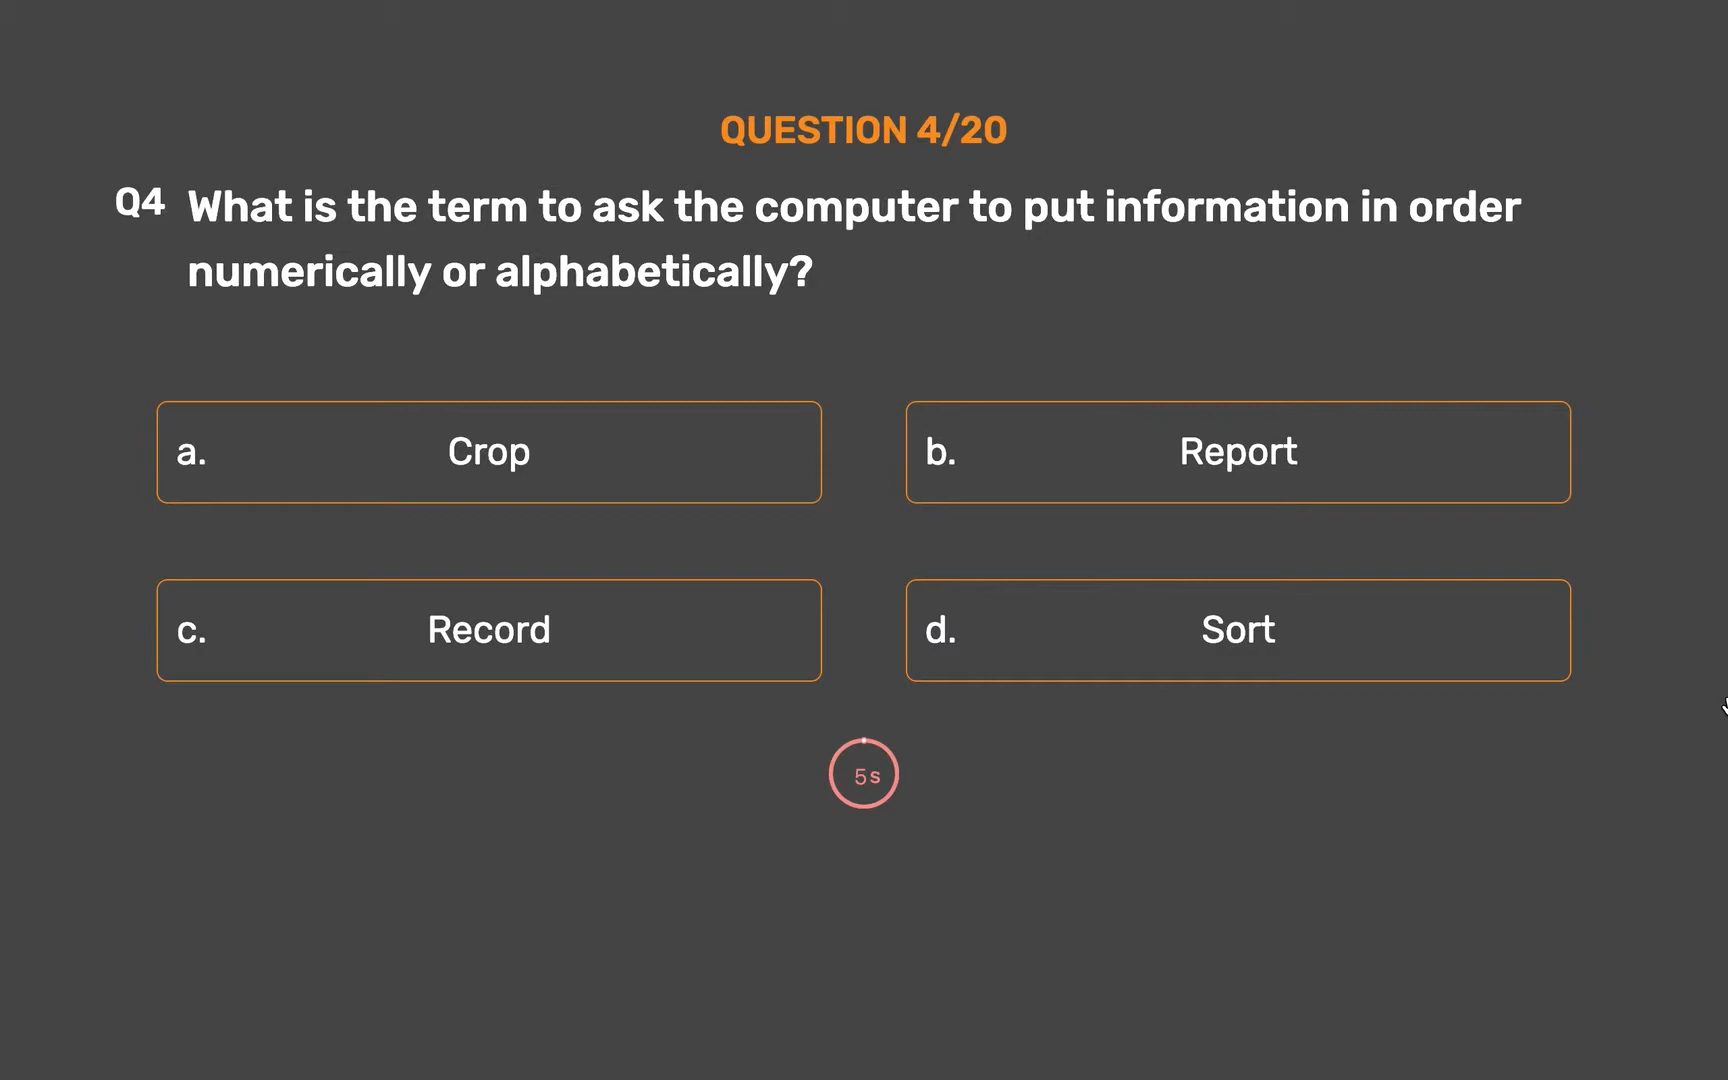 QUESTION 4/20
Q4 What is the term to ask the computer to put information in order
numerically or alphabetically?
a. Crop
b. Report
c. Record
d. Sort
5s